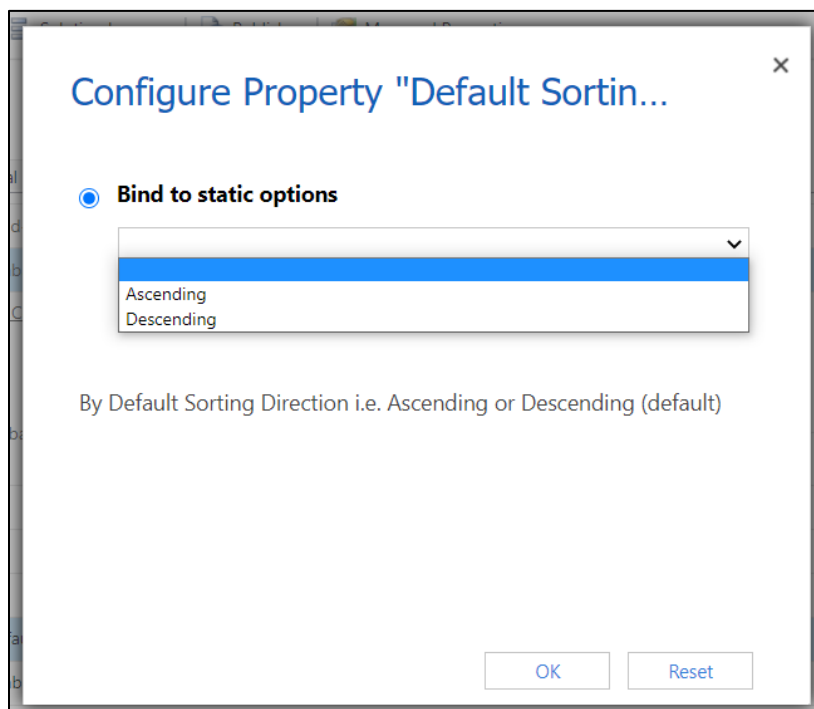 Configure Property "Default Sortin...
Bind to static options
Ascending
Descending
By Default Sorting Direction i.e. Ascending or Descending (default)
OK
Reset